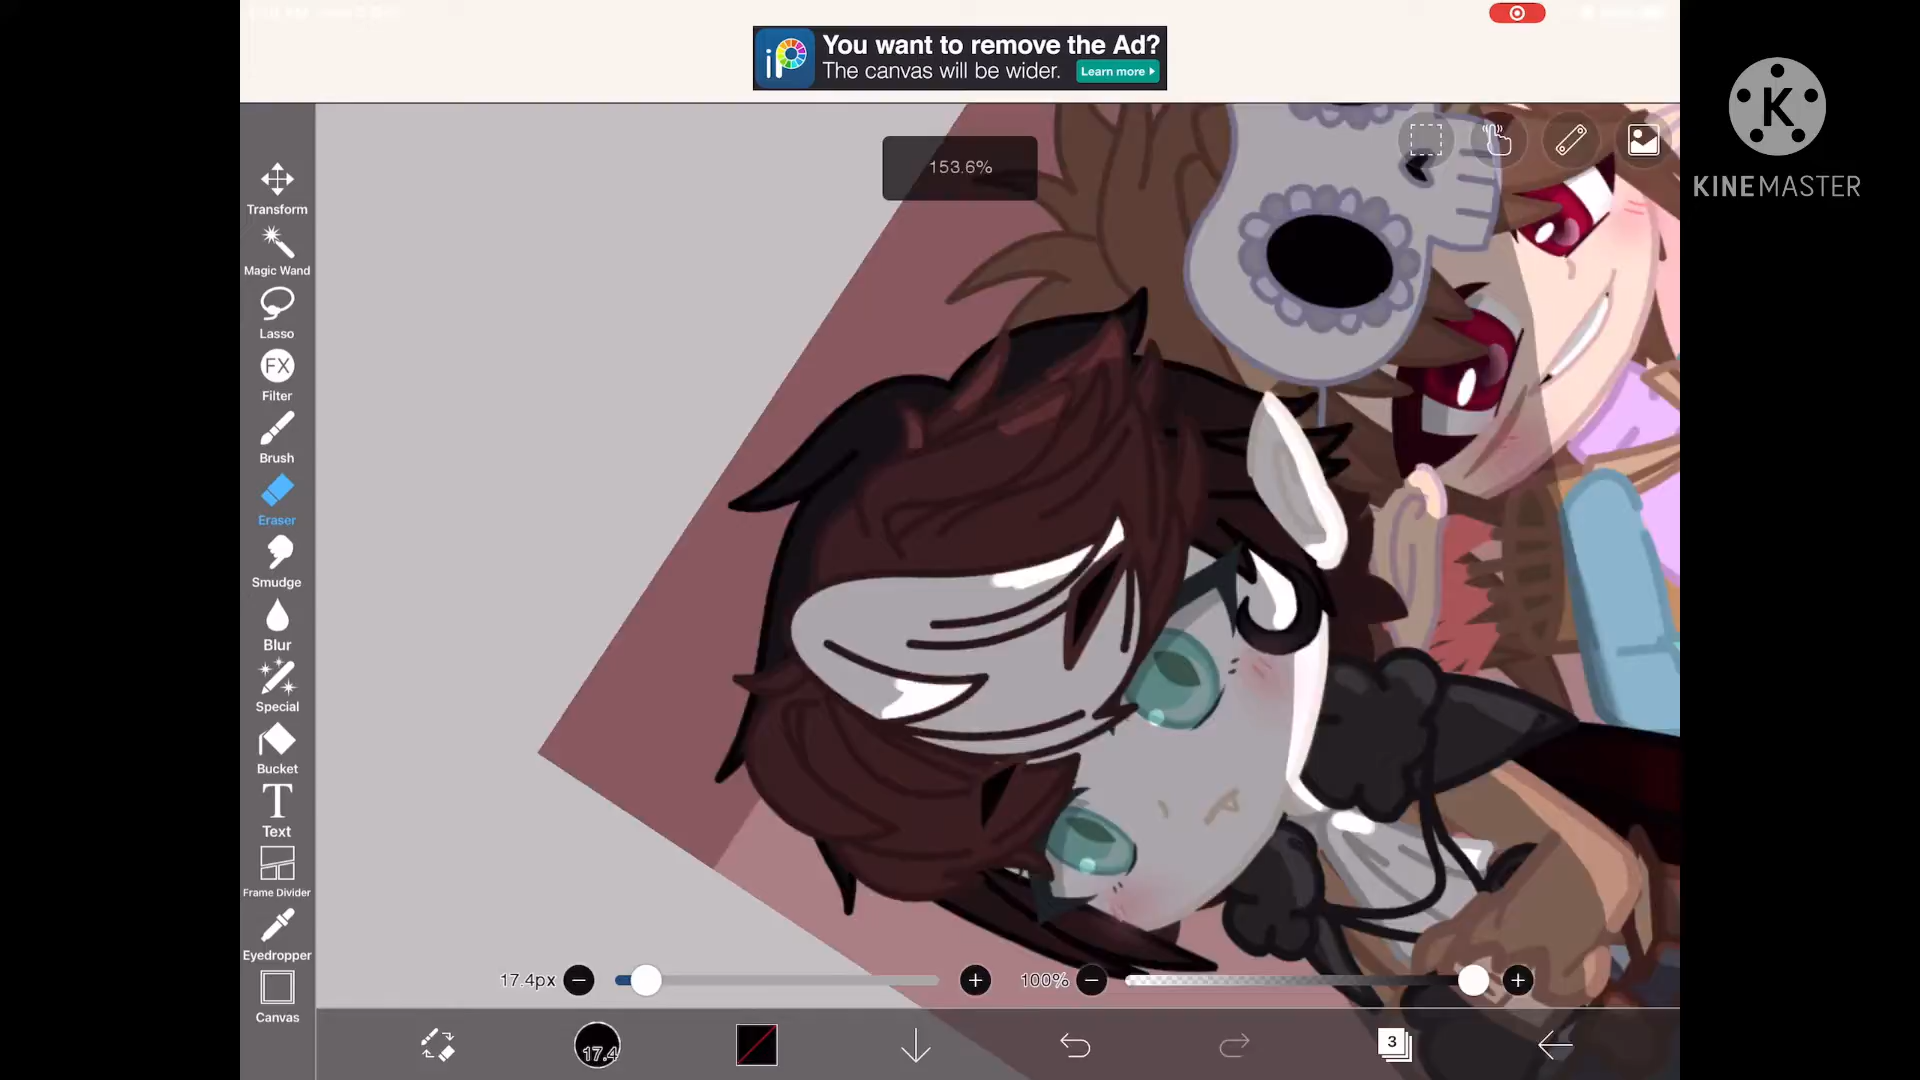 You want to remove the Ad?
The canvas will be wider.
Learn more
iP
K
KINEMASTER
153.6%
Transform
Magic Wand
Lasso
FX
Filter
Brush
Eraser
Smudge
Blur
Special
Bucket
T
Text
Frame Divider
Eyedropper
Canvas
17.4px
100%
17.4
3